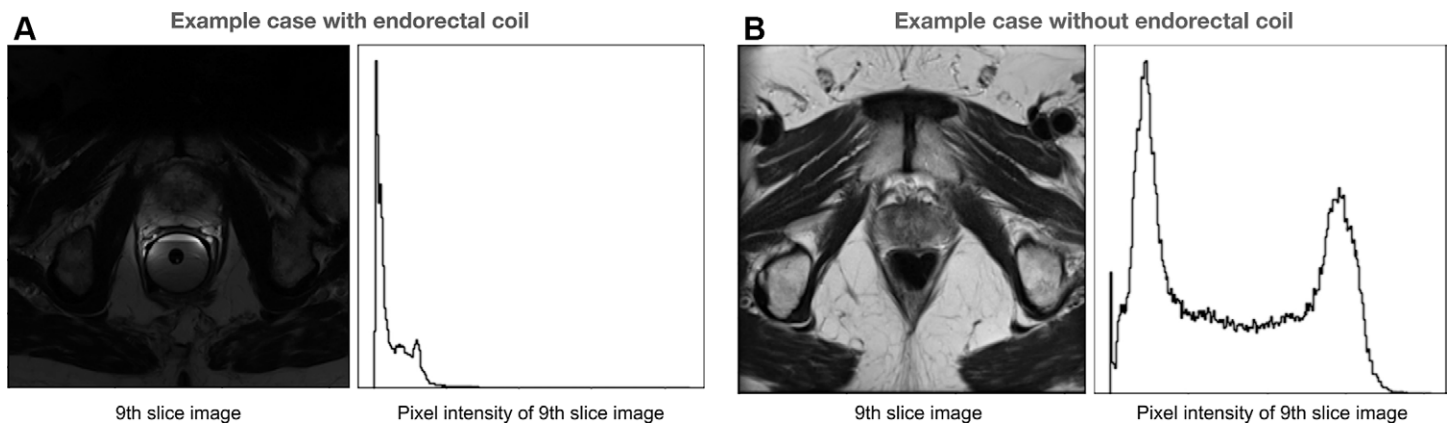 A
Example case with endorectal coil
B
Example case without endorectal coil
9th slice image
Pixel intensity of 9th slice image
9th slice image
Pixel intensity of 9th slice image